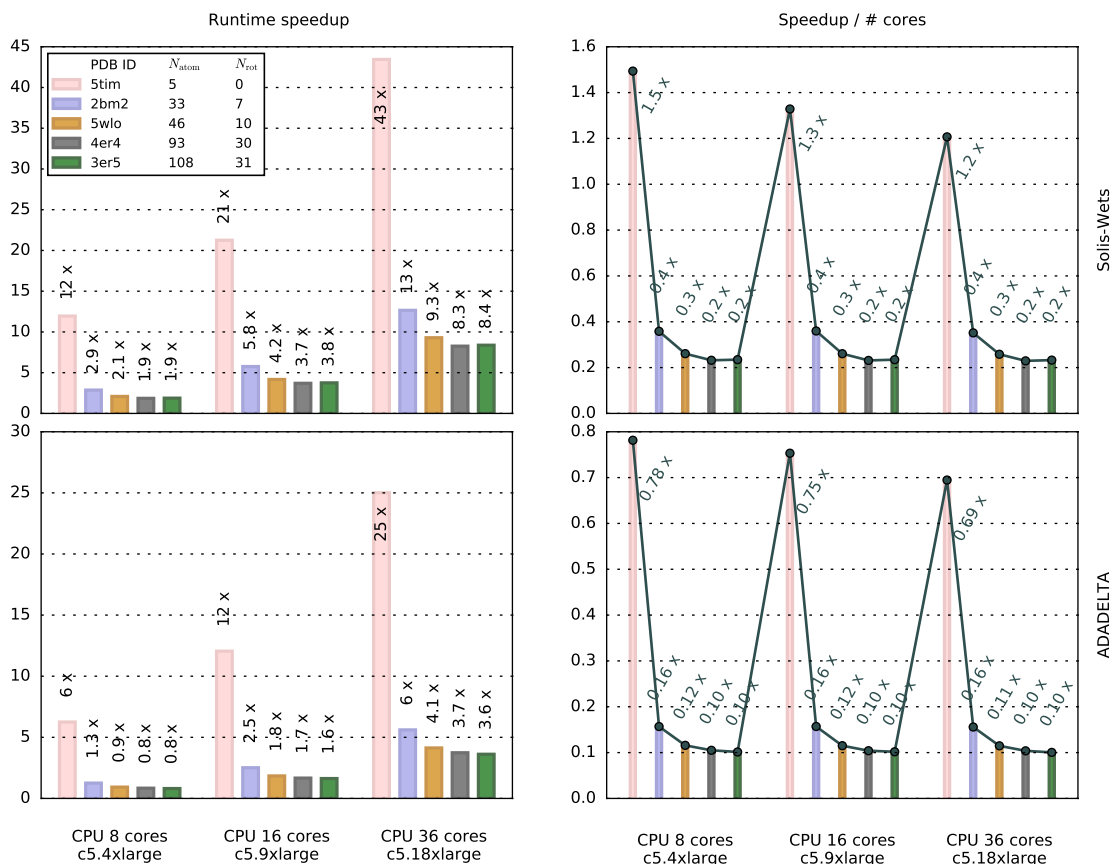 Runtime speedup
45
40
35
30
25
20
15
10
5
0
PDB ID N_atom N_rot
5tim 5 0
2bm2 33 7
5wlo 46 10
4er4 93 30
3er5 108 31
12 x
2.9 x
2.1 x
1.9 x
1.9 x
21 x
5.8 x
4.2 x
3.7 x
3.8 x
43 x
13 x
9.3 x
8.3 x
8.4 x
Speedup / # cores
1.6
1.4
1.2
1.0
0.8
0.6
0.4
0.2
0.0
1.5 x
0.4 x
0.3 x
0.2 x
0.2 x
1.3 x
0.4 x
0.3 x
0.2 x
0.2 x
1.2 x
0.4 x
0.3 x
0.2 x
0.2 x
Solis-Wets
30
25
20
15
10
5
0
6 x
1.3 x
0.9 x
0.8 x
0.8 x
12 x
2.5 x
1.8 x
1.7 x
1.6 x
25 x
6 x
4.1 x
3.7 x
3.6 x
CPU 8 cores
c5.4xlarge
CPU 16 cores
c5.9xlarge
CPU 36 cores
c5.18xlarge
0.8
0.7
0.6
0.5
0.4
0.3
0.2
0.1
0.0
0.78 x
0.16 x
0.12 x
0.10 x
0.10 x
0.75 x
0.16 x
0.12 x
0.10 x
0.10 x
0.69 x
0.16 x
0.11 x
0.10 x
0.10 x
ADADELTA
CPU 8 cores
c5.4xlarge
CPU 16 cores
c5.9xlarge
CPU 36 cores
c5.18xlarge